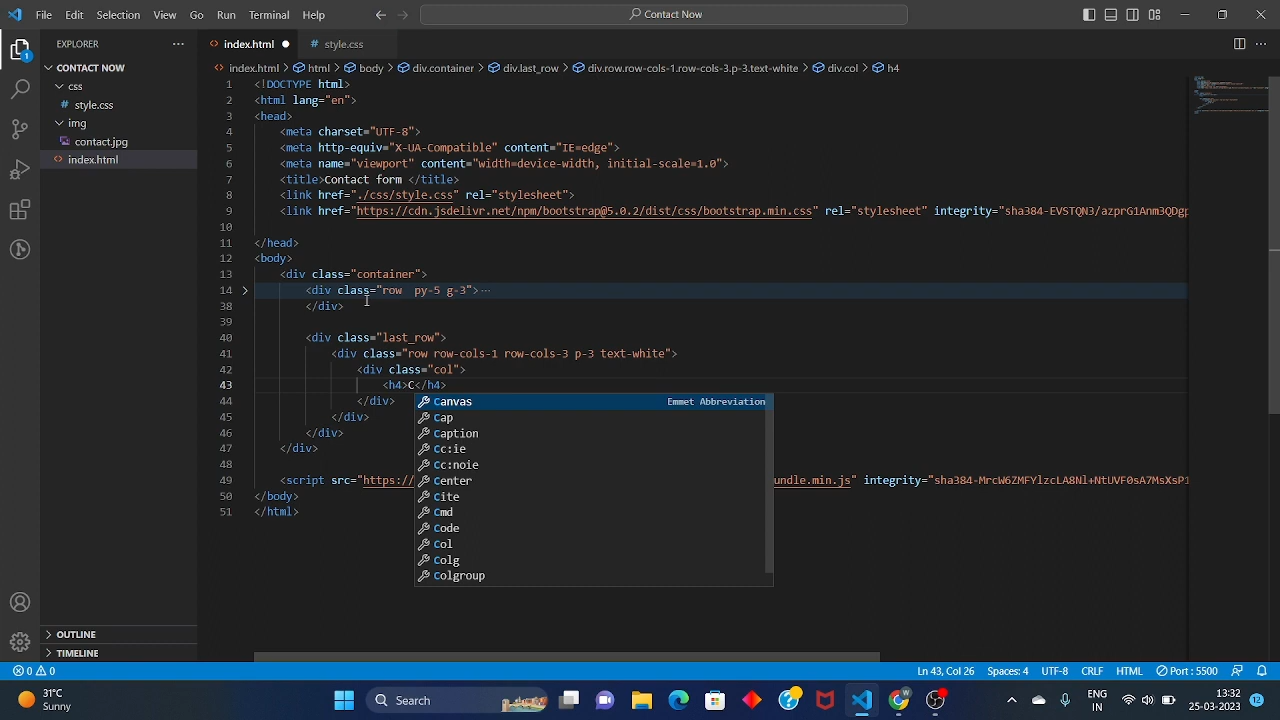 File Edit Selection View Go Run Terminal Help Contact Now
EXPLORER
CONTACT NOW
css
style.css
img
contact.jpg
index.html
OUTLINE
TIMELINE
1
index.html style.css
index.html > html > body > div.container > div.last_row > div.row.row-cols-1.row-cols-3.p-3.text-white > div.col > h4
1 <!DOCTYPE html>
2 <html lang="en">
3 <head>
4 <meta charset="UTF-8">
5 <meta http-equiv="X-UA-Compatible" content="IE=edge">
6 <meta name="viewport" content="width=device-width, initial-scale=1.0">
7 <title>Contact form </title>
8 <link href="./css/style.css" rel="stylesheet">
9 <link href="https://cdn.jsdelivr.net/npm/bootstrap@5.0.2/dist/css/bootstrap.min.css" rel="stylesheet" integrity="sha384-EVSTQN3/azprG1Anm3QDgp
10
11 </head>
12 <body>
13 <div class="container">
14 <div class="row  py-5 g-3">···
38 </div>
39
40 <div class="last_row">
41 <div class="row row-cols-1 row-cols-3 p-3 text-white">
42 <div class="col">
43 <h4>C</h4>
44 </div>
45 </div>
46 </div>
47 </div>
48
49 <script src="https:// undle.min.js" integrity="sha384-MrcW6ZMFYlzcLA8Nl+NtUVF0sA7MsXsP1
50 </body>
51 </html>
Canvas Emmet Abbreviation
Cap
Caption
Cc:ie
Cc:noie
Center
Cite
Cmd
Code
Col
Colg
Colgroup
0 0 Ln 43, Col 26 Spaces: 4 UTF-8 CRLF HTML Port : 5500
31°C
Sunny
Search
ENG
IN
13:32
25-03-2023
12